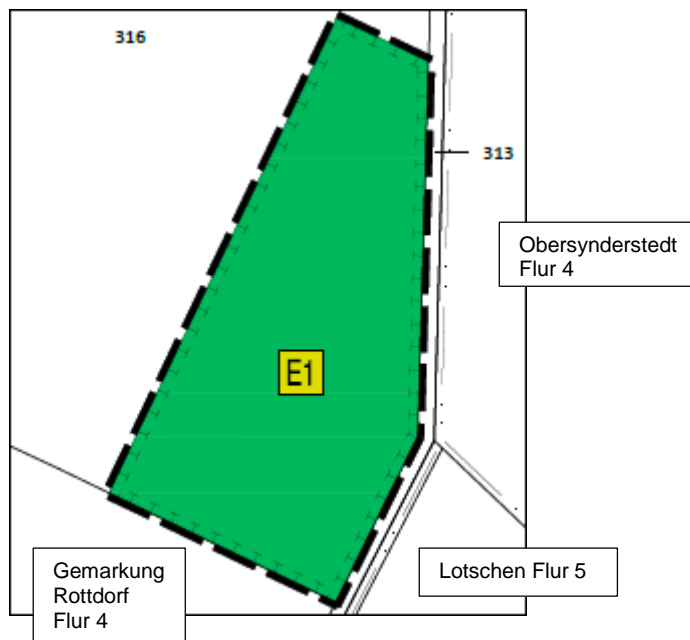 316
313
Obersynderstedt
Flur 4
E1
Lotschen Flur 5
Gemarkung
Rottdorf
Flur 4